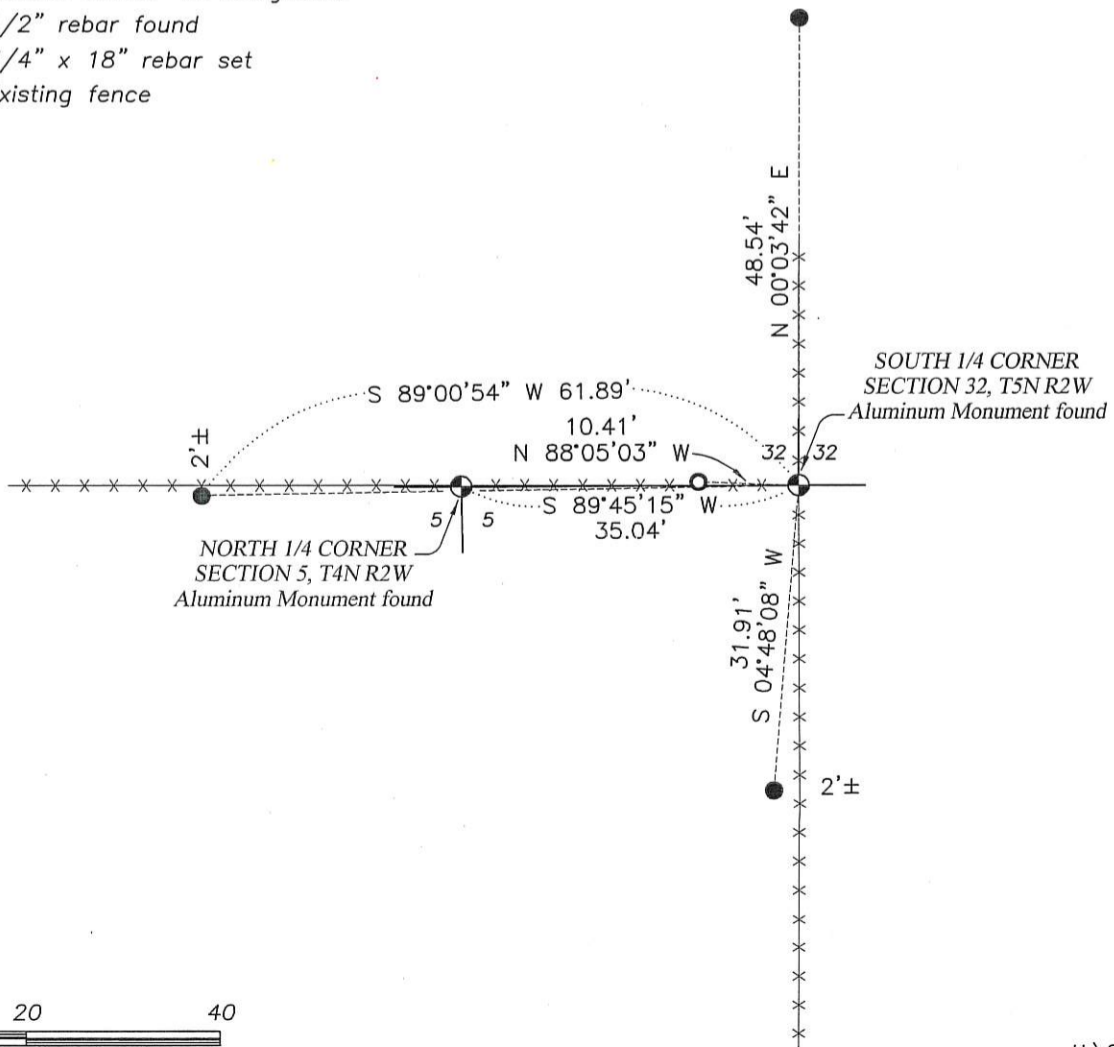 /2" rebar found
/4" x 18" rebar set
xisting fence
48.54'
N 00°03'42" E
SOUTH 1/4 CORNER
SECTION 32, T5N R2W
Aluminum Monument found
S 89°00'54" W 61.89'
10.41'
N 88°05'03" W
32 32
2'±
S 89°45'15" W
35.04'
5 5
NORTH 1/4 CORNER
SECTION 5, T4N R2W
Aluminum Monument found
31.91'
S 04°48'08" W
2'±
20 40